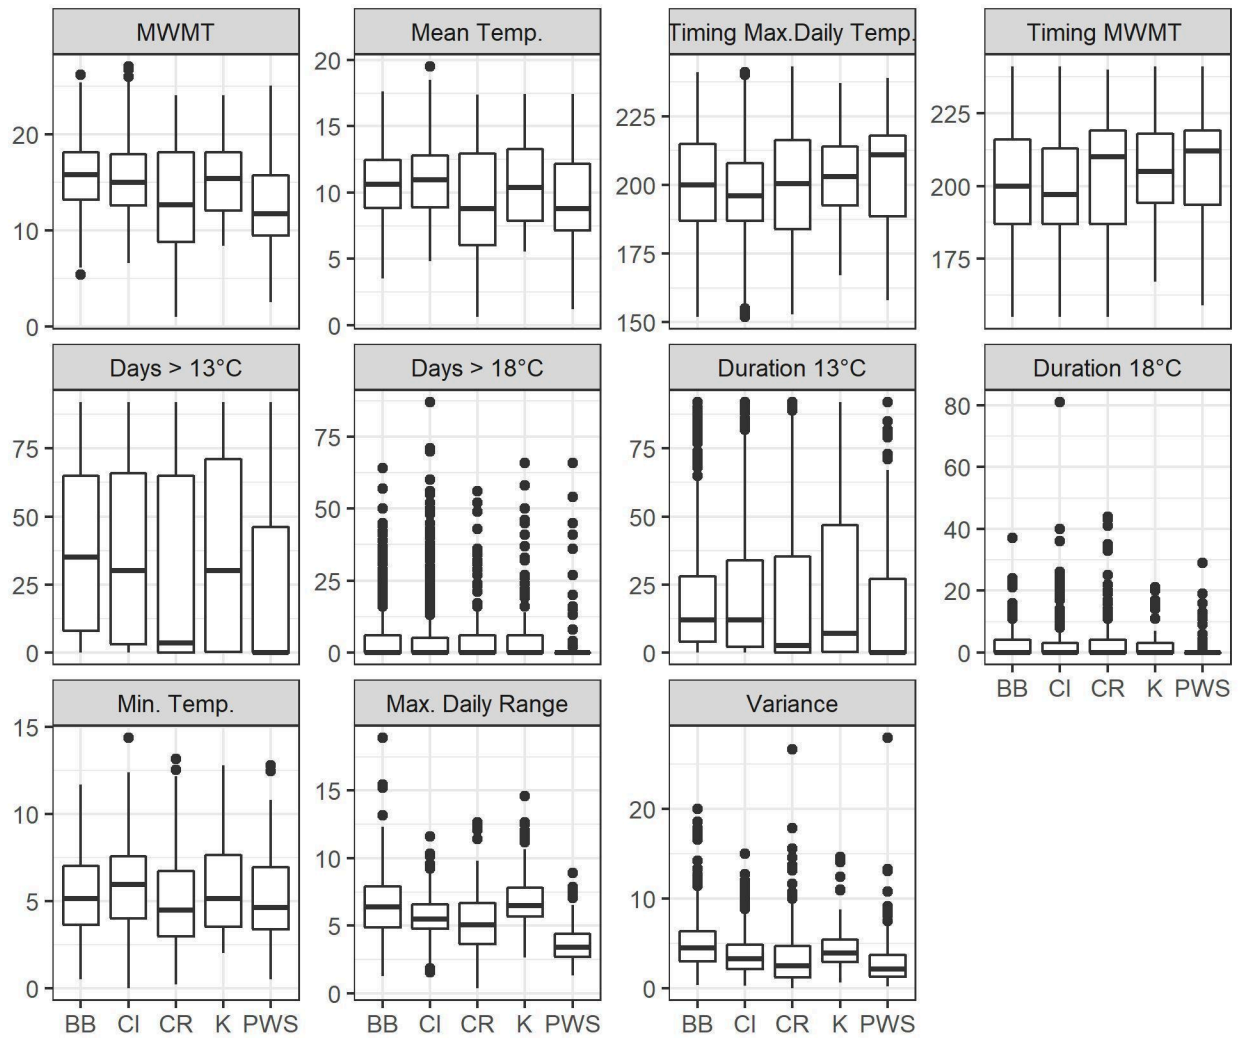 MWMT
Mean Temp.
Timing Max.Daily Temp.
Timing MWMT
20
10
0
20
15
10
5
0
225
200
175
150
225
200
175
Days > 13°C
Days > 18°C
Duration 13°C
Duration 18°C
75
50
25
0
75
50
25
0
75
50
25
0
80
60
40
20
0
BB CI CR K PWS
Min. Temp.
Max. Daily Range
Variance
15
10
5
0
15
10
5
0
20
10
0
BB CI CR K PWS
BB CI CR K PWS
BB CI CR K PWS